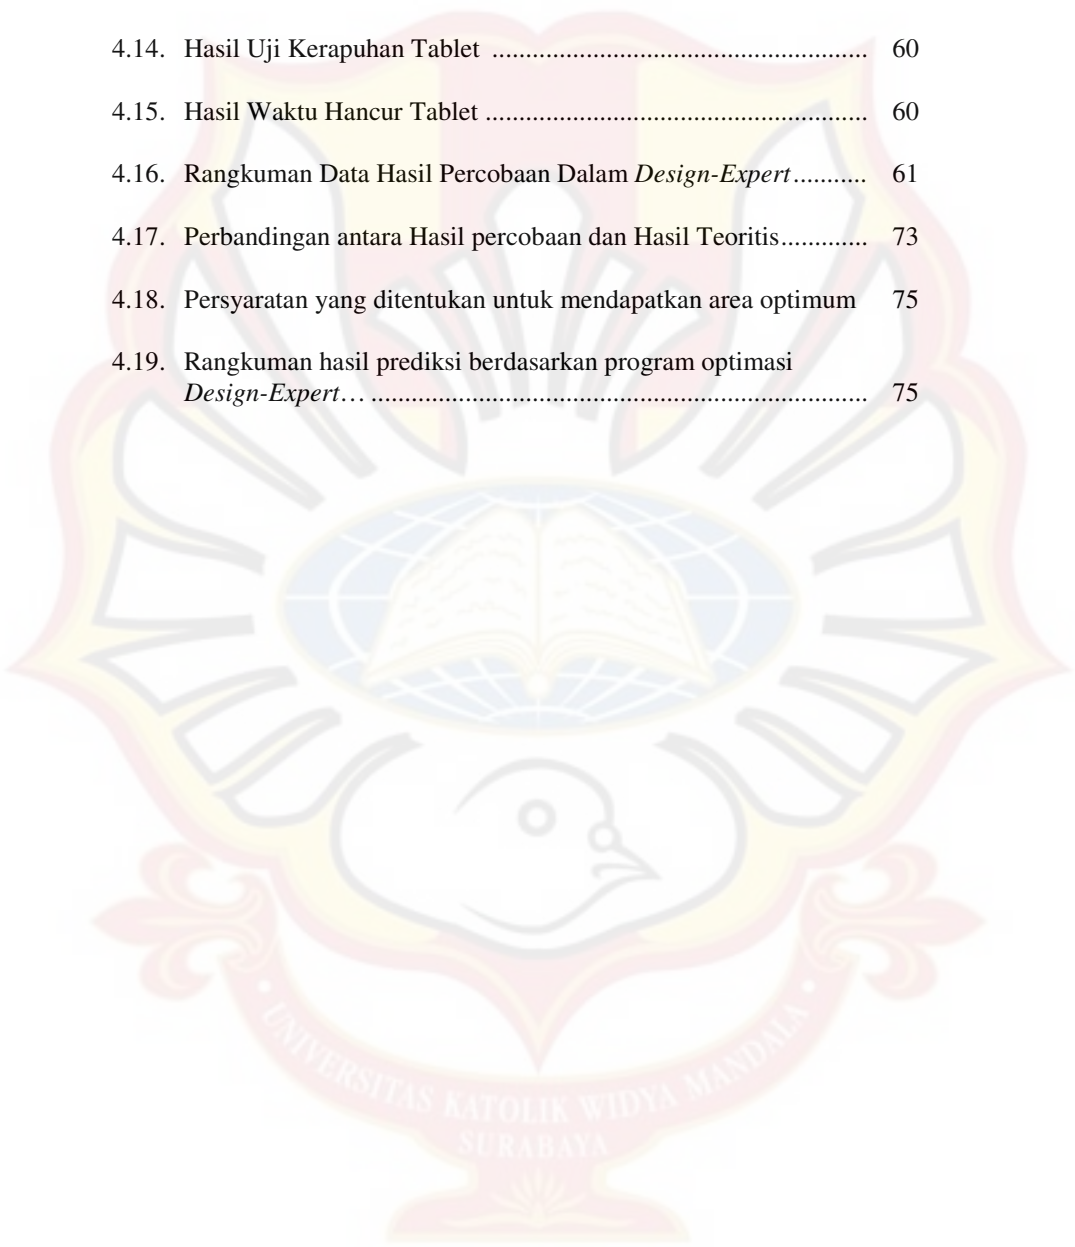 4.14. Hasil Uji Kerapuhan Tablet ........................................................ 60
4.15. Hasil Waktu Hancur Tablet ......................................................... 60
4.16. Rangkuman Data Hasil Percobaan Dalam Design-Expert........... 61
4.17. Perbandingan antara Hasil percobaan dan Hasil Teoritis............. 73
4.18. Persyaratan yang ditentukan untuk mendapatkan area optimum 75
4.19. Rangkuman hasil prediksi berdasarkan program optimasi
Design-Expert… .......................................................................... 75
UNIVERSITAS KATOLIK WIDYA MANDALA
SURABAYA